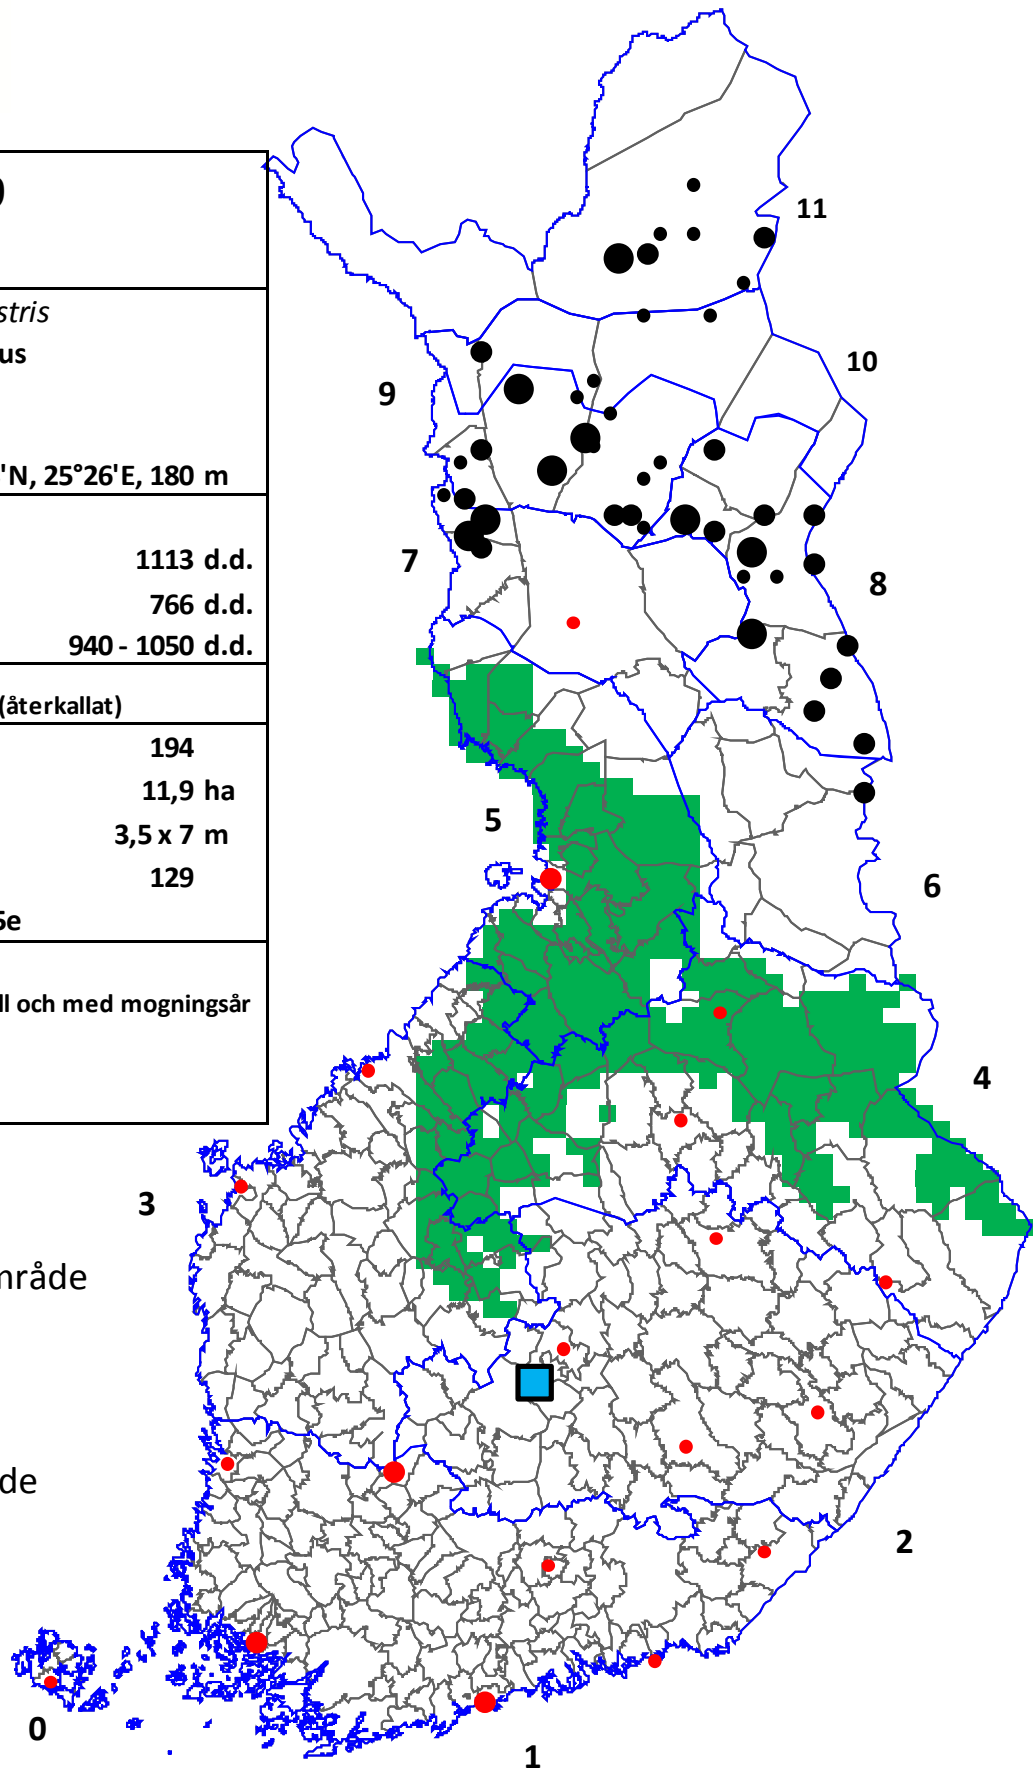 )
stris
us
'N, 25°26'E, 180 m
1113 d.d.
766 d.d.
940 - 1050 d.d.
(återkallat)
194
11,9 ha
3,5 x 7 m
129
5e
ll och med mogningsår
11
10
9
7
8
5
6
4
3
område
de
2
0
1